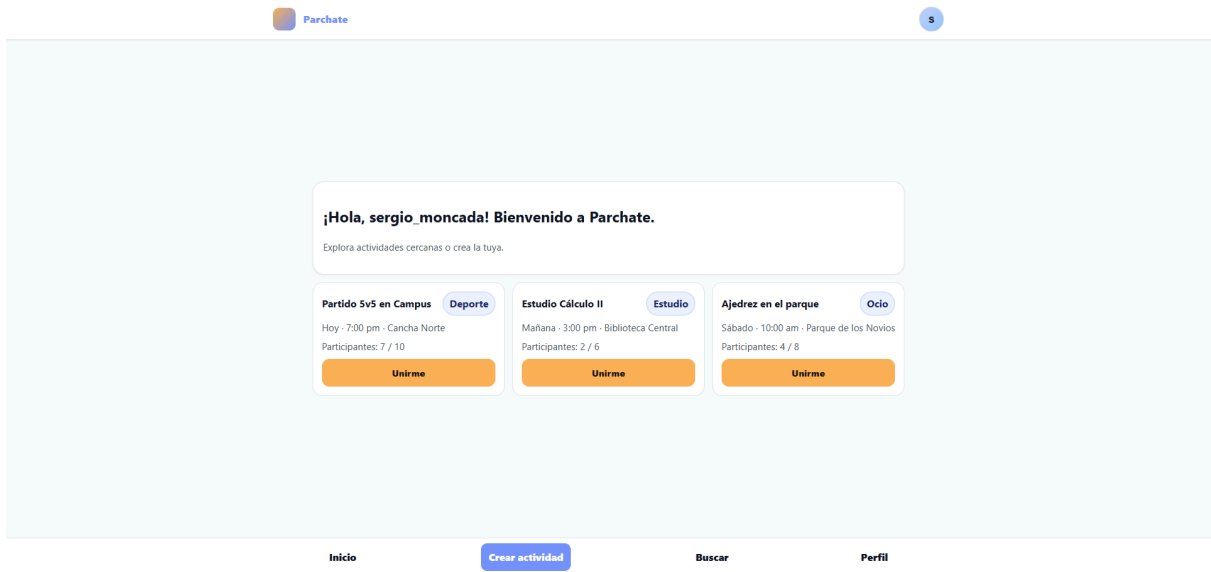 Parchate
S
¡Hola, sergio_moncada! Bienvenido a Parchate.
Explora actividades cercanas o crea la tuya.
Partido 5v5 en Campus
Deporte
Hoy · 7:00 pm · Cancha Norte
Participantes: 7 / 10
Unirme
Estudio Cálculo II
Estudio
Mañana · 3:00 pm · Biblioteca Central
Participantes: 2 / 6
Unirme
Ajedrez en el parque
Ocio
Sábado · 10:00 am · Parque de los Novios
Participantes: 4 / 8
Unirme
Inicio
Crear actividad
Buscar
Perfil